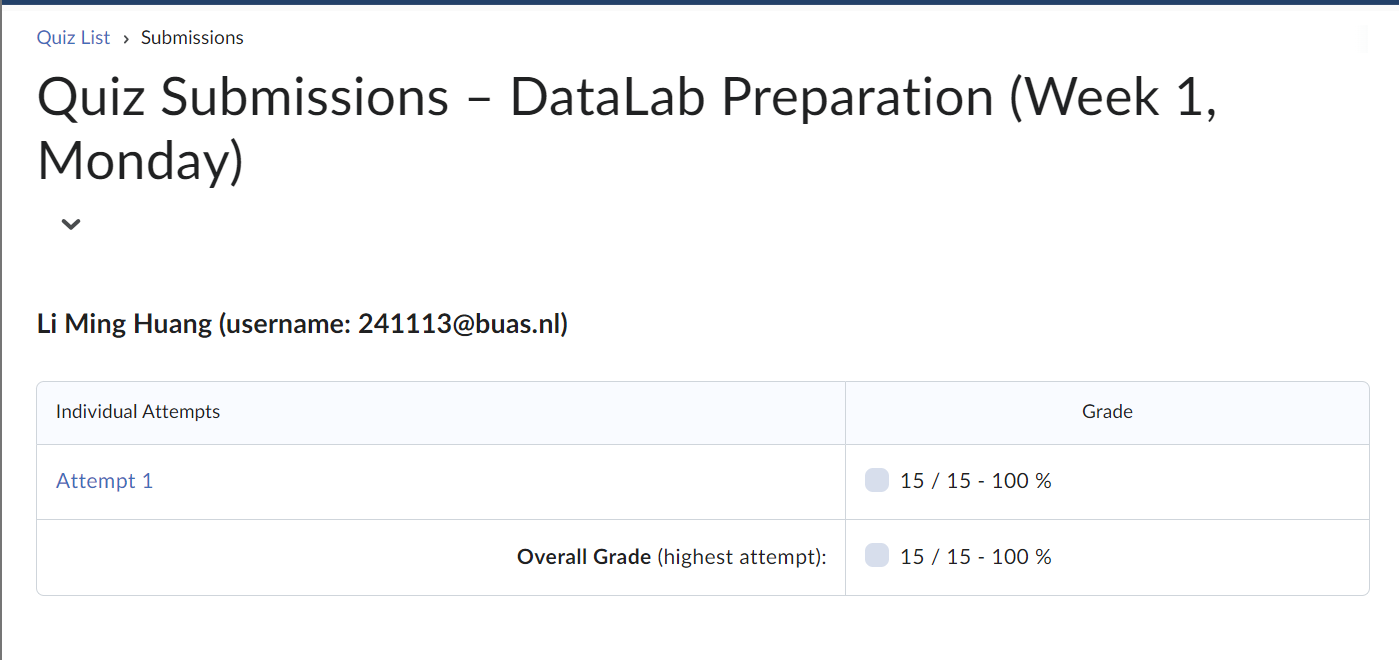 Quiz List › Submissions
Quiz Submissions – DataLab Preparation (Week 1,
Monday)
Li Ming Huang (username: 241113@buas.nl)
Individual Attempts Grade
Attempt 1 15 / 15 - 100 %
Overall Grade (highest attempt): 15 / 15 - 100 %